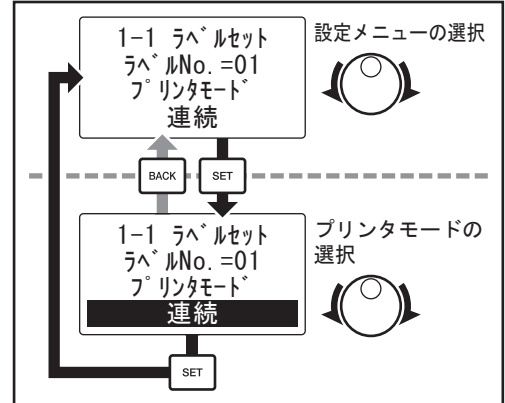 1-1 ﾗﾍﾞﾙｾｯﾄ
ﾗﾍﾞﾙNo.=01
ﾌﾟﾘﾝﾀﾓｰﾄﾞ
連続
設定メニューの選択
BACK
SET
1-1 ﾗﾍﾞﾙｾｯﾄ
ﾗﾍﾞﾙNo.=01
ﾌﾟﾘﾝﾀﾓｰﾄﾞ
連続
プリンタモードの
選択
SET